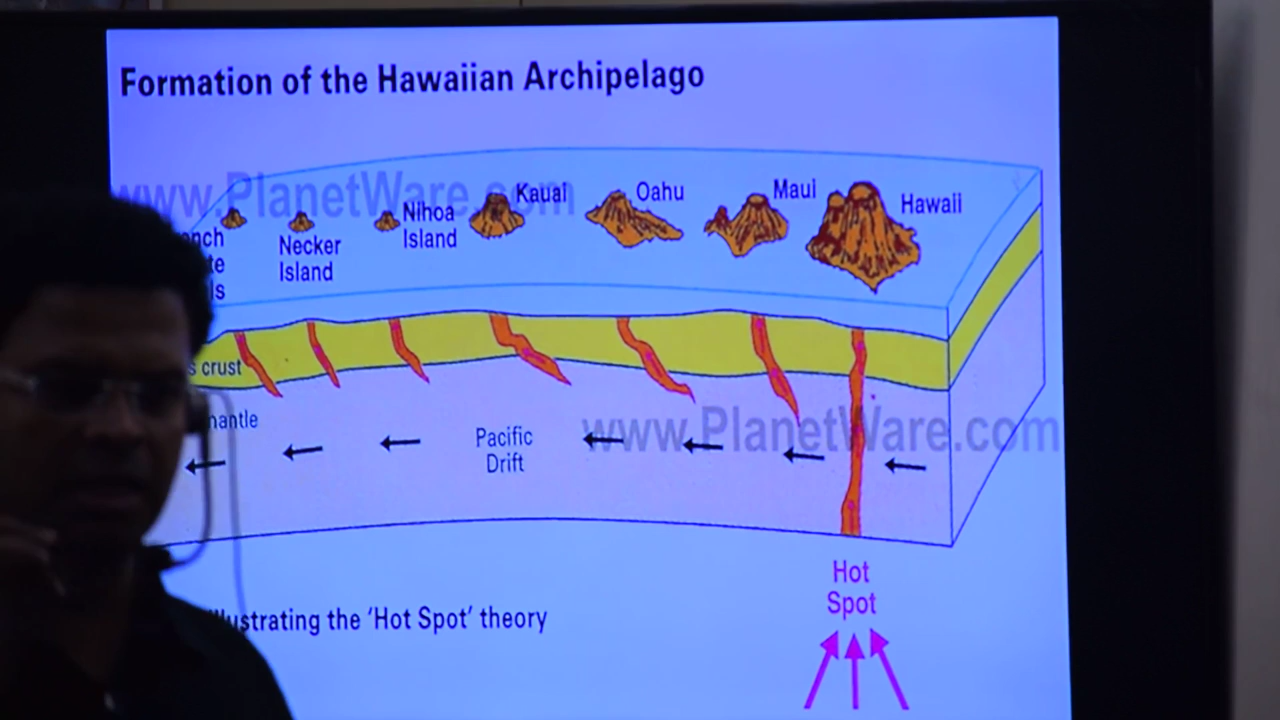 Formation of the Hawaiian Archipelago
www.PlanetWare.com
Kauai
Oahu
Maui
Hawaii
Nihoa
Island
Necker
Island
s crust
Pacific
Drift
www.PlanetWare.com
Hot
Spot
the 'Hot Spot' theory